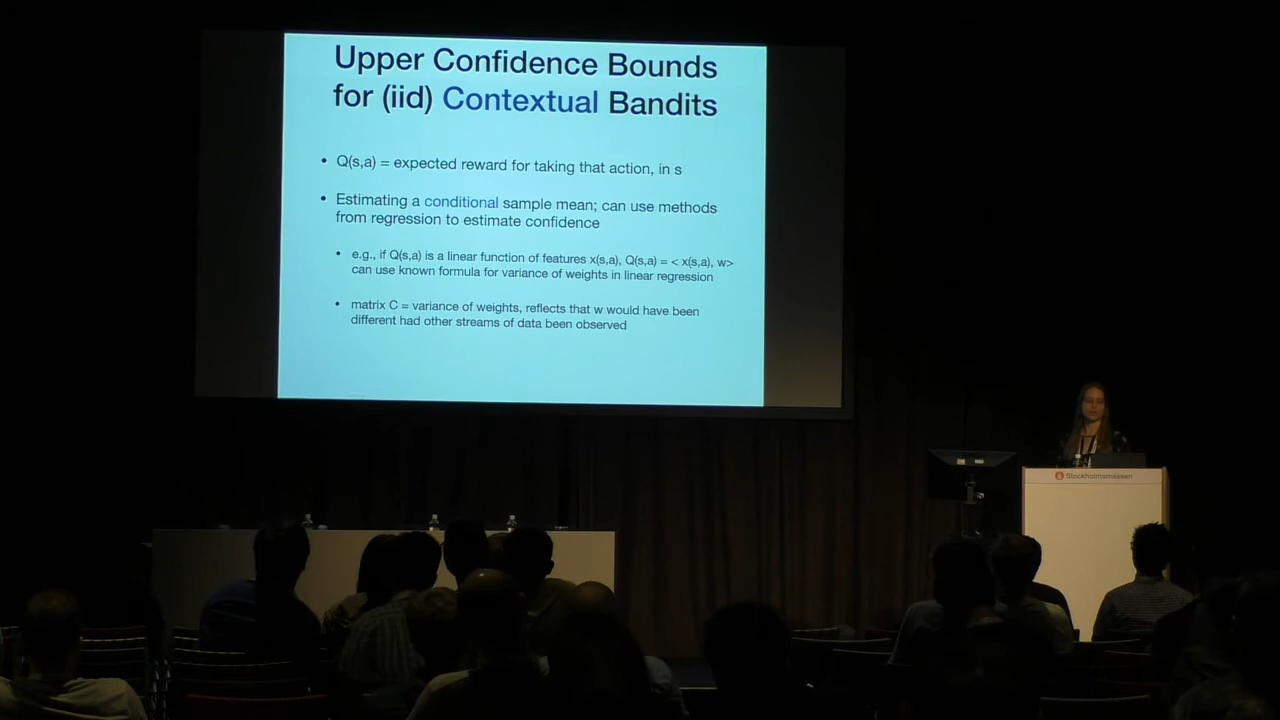 Upper Confidence Bounds
for (iid) Contextual Bandits
• Q(s,a) = expected reward for taking that action, in s
• Estimating a conditional sample mean; can use methods
from regression to estimate confidence
• e.g., if Q(s,a) is a linear function of features x(s,a), Q(s,a) = < x(s,a), w>
can use known formula for variance of weights in linear regression
• matrix C = variance of weights, reflects that w would have been
different had other streams of data been observed
Stockholmsmässan